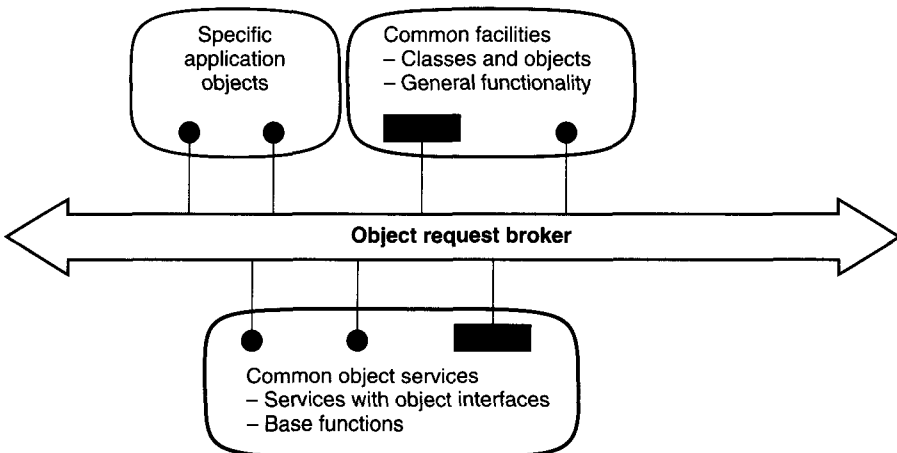 Specific
application
objects
Common facilities
– Classes and objects
– General functionality
Object request broker
Common object services
– Services with object interfaces
– Base functions